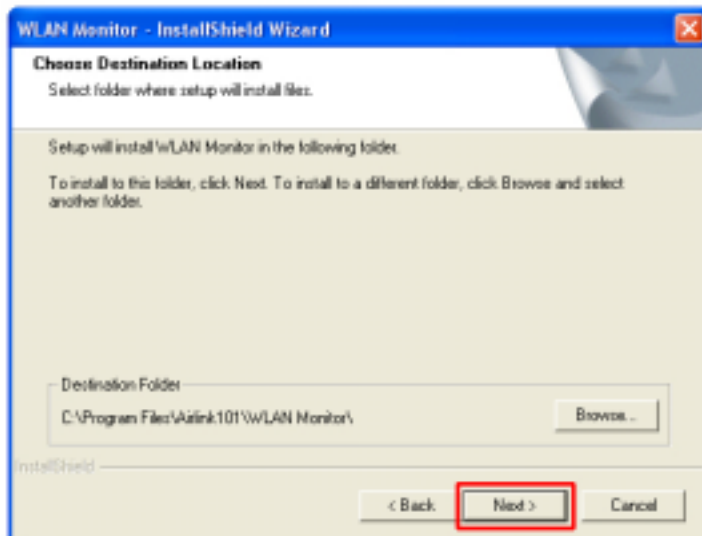 WLAN Monitor - InstallShield Wizard
Choose Destination Location
Select folder where setup will install files.
Setup will install WLAN Monitor in the following folder.
To install to this folder, click Next. To install to a different folder, click Browse and select
another folder.
Destination Folder
C:\Program Files\Airlink101\WLAN Monitor\
Browse...
InstallShield
< Back
Next >
Cancel